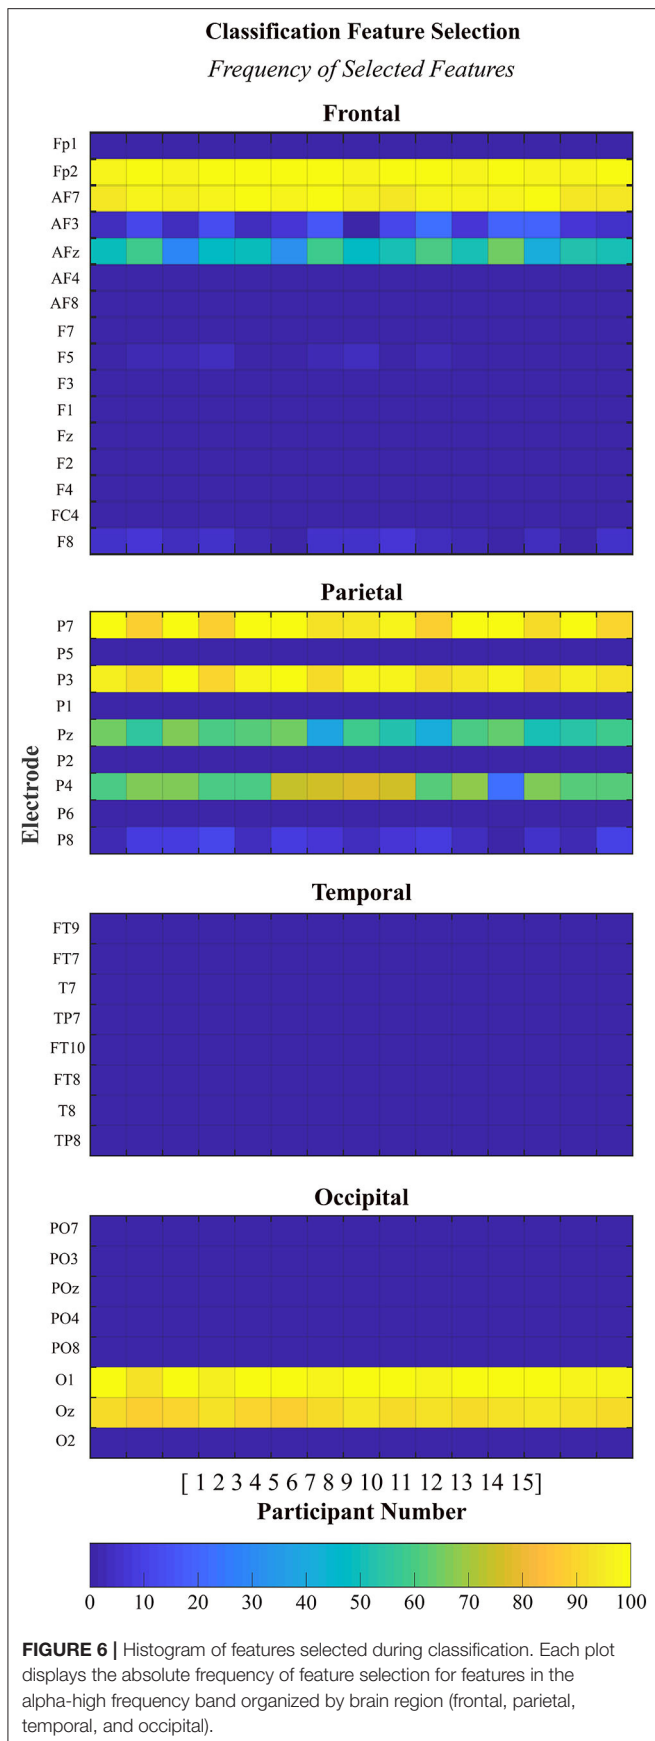 Classification Feature Selection
Frequency of Selected Features
Frontal
Fp1
Fp2
AF7
AF3
AFz
AF4
AF8
F7
F5
F3
F1
Fz
F2
F4
FC4
F8
Parietal
P7
P5
P3
P1
Pz
P2
P4
P6
P8
Electrode
Temporal
FT9
FT7
T7
TP7
FT10
FT8
T8
TP8
Occipital
PO7
PO3
POz
PO4
PO8
O1
Oz
O2
[ 1 2 3 4 5 6 7 8 9 10 11 12 13 14 15]
Participant Number
0 10 20 30 40 50 60 70 80 90 100
FIGURE 6 | Histogram of features selected during classification. Each plot
displays the absolute frequency of feature selection for features in the
alpha-high frequency band organized by brain region (frontal, parietal,
temporal, and occipital).